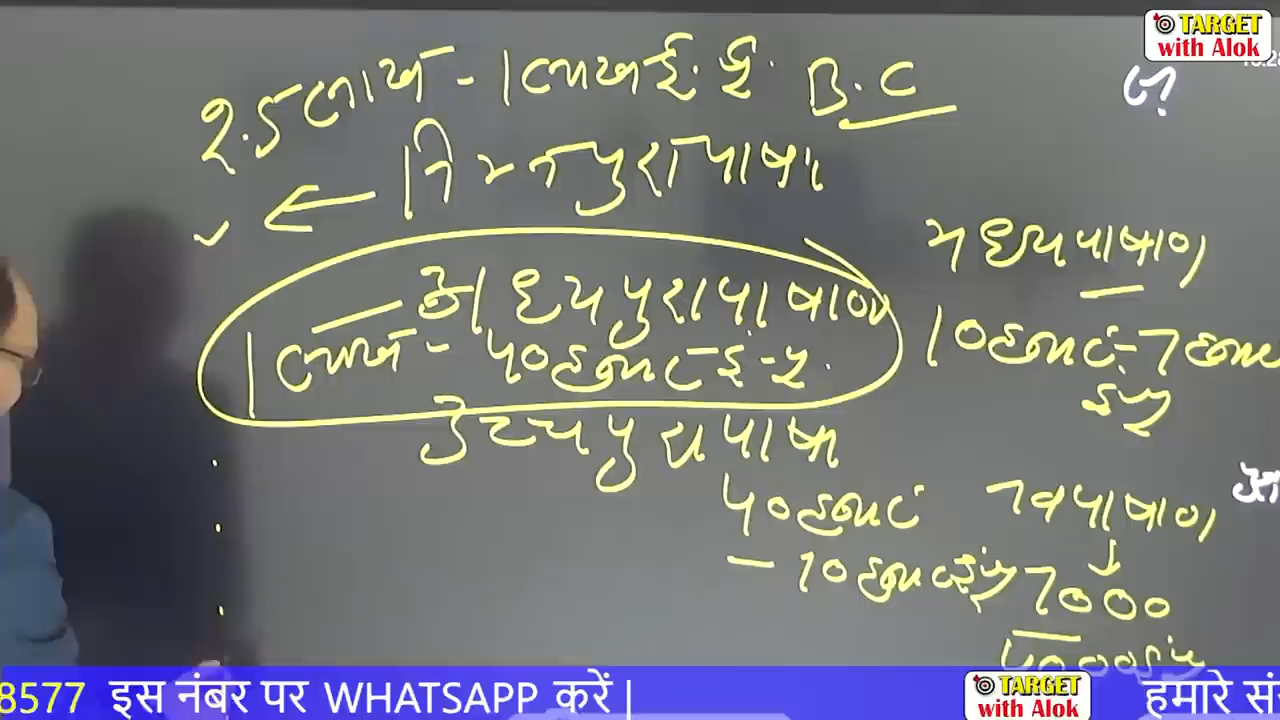 TARGET
with Alok
2.5 लाख - 1 लाख ई. पू. B.C
निम्न पुरापाषा
मध्य पुरापाषाण
1 लाख - 40 हजार ई. पू.
उच्च पुरापाषा
40 हजार
- 10 हजार ई.पू
मध्यपाषाण
10 हजार - 7 हजार
ई.पू
नवपाषाण
7000
4000 ई.पू
8577 इस नंबर पर WHATSAPP करें |
TARGET
with Alok
हमारे सं